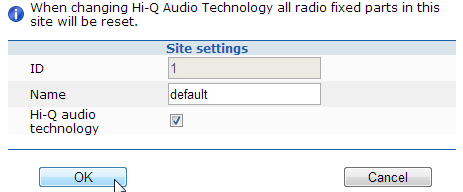 When changing Hi-Q Audio Technology all radio fixed parts in this
site will be reset.
Site settings
ID 1
Name default
Hi-Q audio
technology
OK Cancel